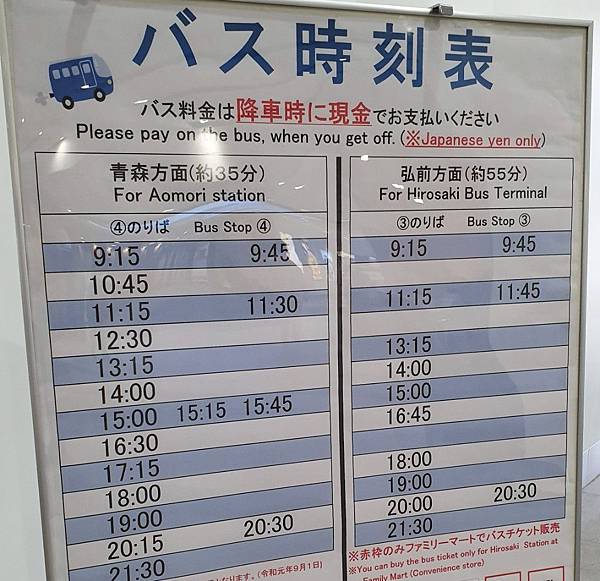 バス時刻表
バス料金は降車時に現金でお支払いください
Please pay on the bus, when you get off. (※Japanese yen only)
青森方面(約35分)
For Aomori station
④のりば Bus Stop ④
9:15 9:45
10:45
11:15 11:30
12:30
13:15
14:00
15:00 15:15 15:45
16:30
17:15
18:00
19:00
20:15 20:30
21:30
(令和元年9月1日)
弘前方面(約55分)
For Hirosaki Bus Terminal
③のりば Bus Stop ③
9:15 9:45
11:15 11:45
13:15
14:00
15:00
16:45
18:00
19:00
20:00 20:30
21:30
※赤枠のみファミリーマートでバスチケット販売
※You can buy the bus ticket only for Hirosaki Station at
Family Mart (Convenience store)